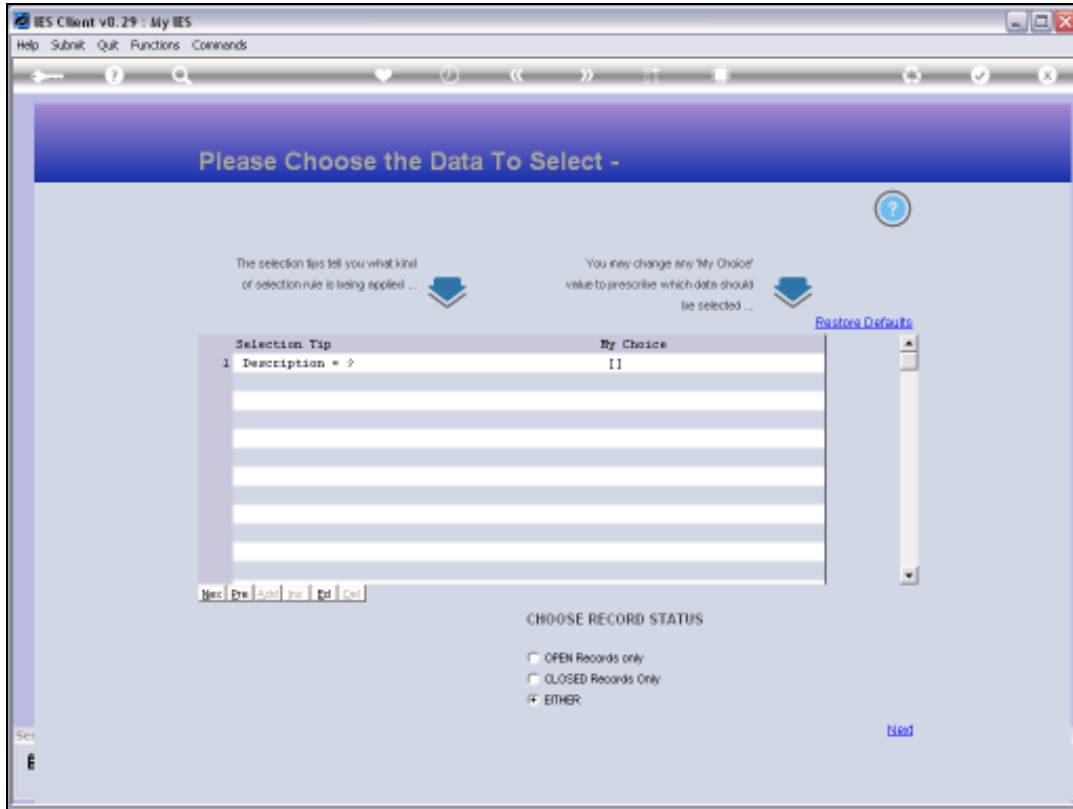 IES Client v8.29 : My IES
Help Submit Quit Functions Commands
Please Choose the Data To Select -
The selection tips tell you what kind
of selection rule is being applied ...
You may change any 'My Choice'
value to prescribe which data should
be selected ...
Restore Defaults
Selection Tip My Choice
1 Description = ? []
Nex Pre Add Ins Ed Del
CHOOSE RECORD STATUS
OPEN Records only
CLOSED Records Only
EITHER
Next
Se